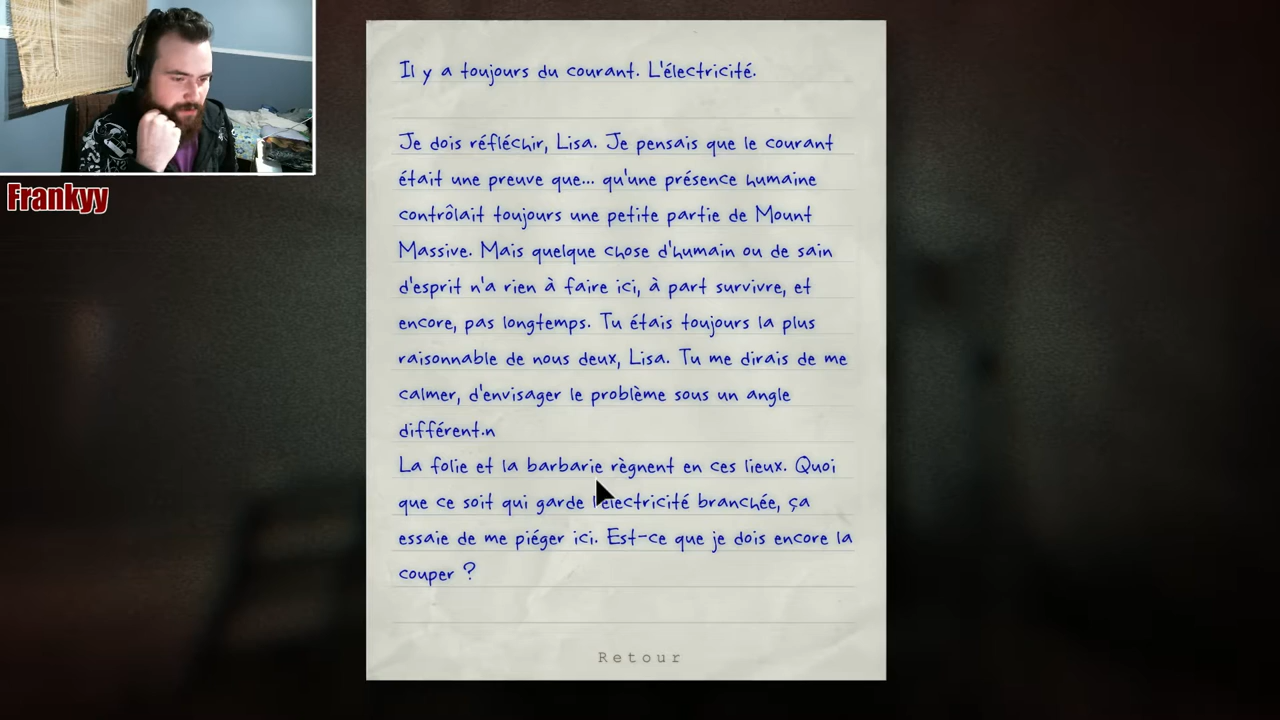 Frankyy
Il y a toujours du courant. L'électricité.
Je dois réfléchir, Lisa. Je pensais que le courant
était une preuve que... qu'une présence humaine
contrôlait toujours une petite partie de Mount
Massive. Mais quelque chose d'humain ou de sain
d'esprit n'a rien à faire ici, à part survivre, et
encore, pas longtemps. Tu étais toujours la plus
raisonnable de nous deux, Lisa. Tu me dirais de me
calmer, d'envisager le problème sous un angle
différent.n
La folie et la barbarie règnent en ces lieux. Quoi
que ce soit qui garde l'électricité branchée, ça
essaie de me piéger ici. Est-ce que je dois encore la
couper ?
Retour